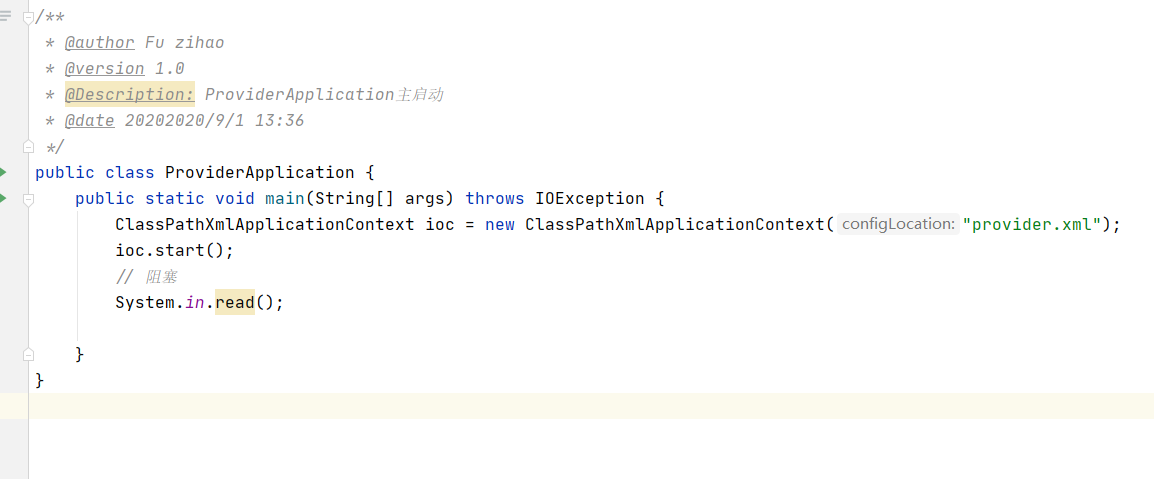 /**
 * @author Fu zihao
 * @version 1.0
 * @Description: ProviderApplication主启动
 * @date 20202020/9/1 13:36
 */
public class ProviderApplication {
    public static void main(String[] args) throws IOException {
        ClassPathXmlApplicationContext ioc = new ClassPathXmlApplicationContext( configLocation: "provider.xml");
        ioc.start();
        // 阻塞
        System.in.read();
    }
}